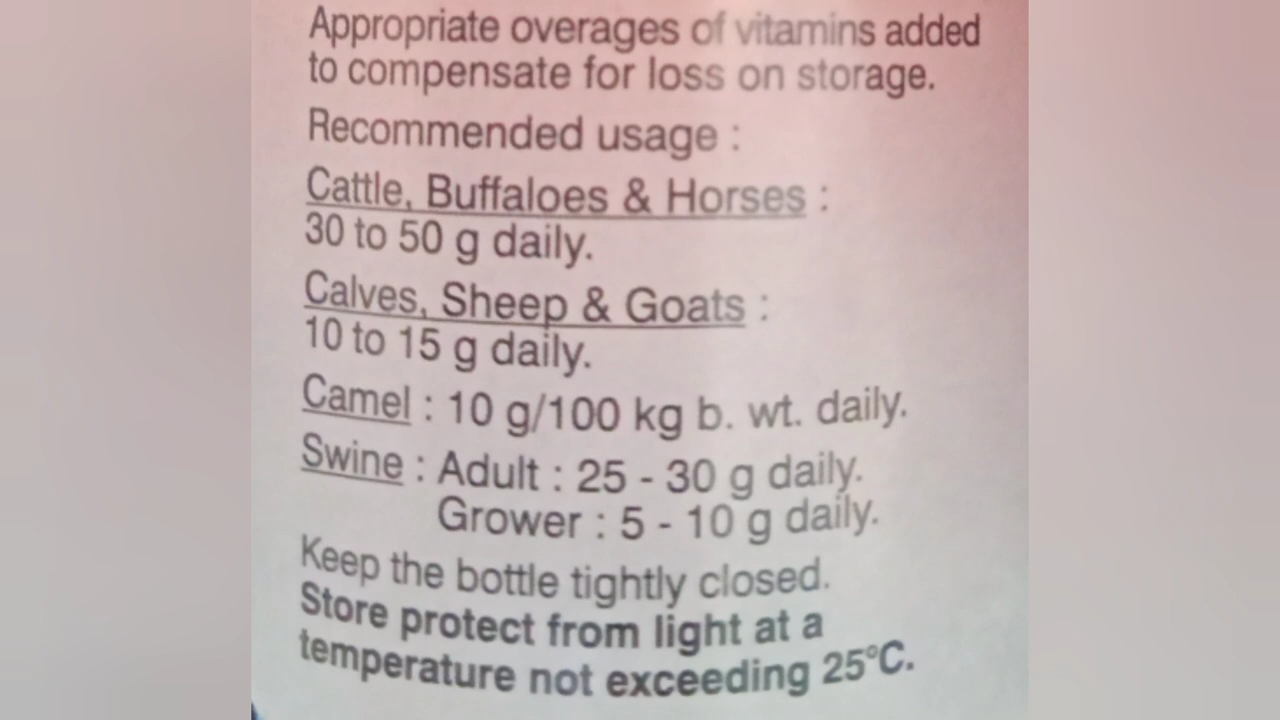 Appropriate overages of vitamins added
to compensate for loss on storage.
Recommended usage :
Cattle, Buffaloes & Horses :
30 to 50 g daily.
Calves, Sheep & Goats :
10 to 15 g daily.
Camel : 10 g/100 kg b. wt. daily.
Swine : Adult : 25 - 30 g daily.
Grower : 5 - 10 g daily.
Keep the bottle tightly closed.
Store protect from light at a
temperature not exceeding 25°C.